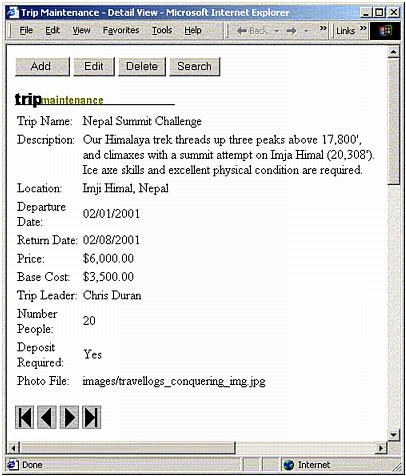 Trip Maintenance - Detail View - Microsoft Internet Explorer
File Edit View Favorites Tools Help Back Links
Add Edit Delete Search
tripmaintenance
Trip Name: Nepal Summit Challenge
Description: Our Himalaya trek threads up three peaks above 17,800',
and climaxes with a summit attempt on Imja Himal (20,308').
Ice axe skills and excellent physical condition are required.
Location: Imji Himal, Nepal
Departure
Date: 02/01/2001
Return Date: 02/08/2001
Price: $6,000.00
Base Cost: $3,500.00
Trip Leader: Chris Duran
Number
People: 20
Deposit
Required: Yes
Photo File: images/travellogs_conquering_img.jpg
Done Internet